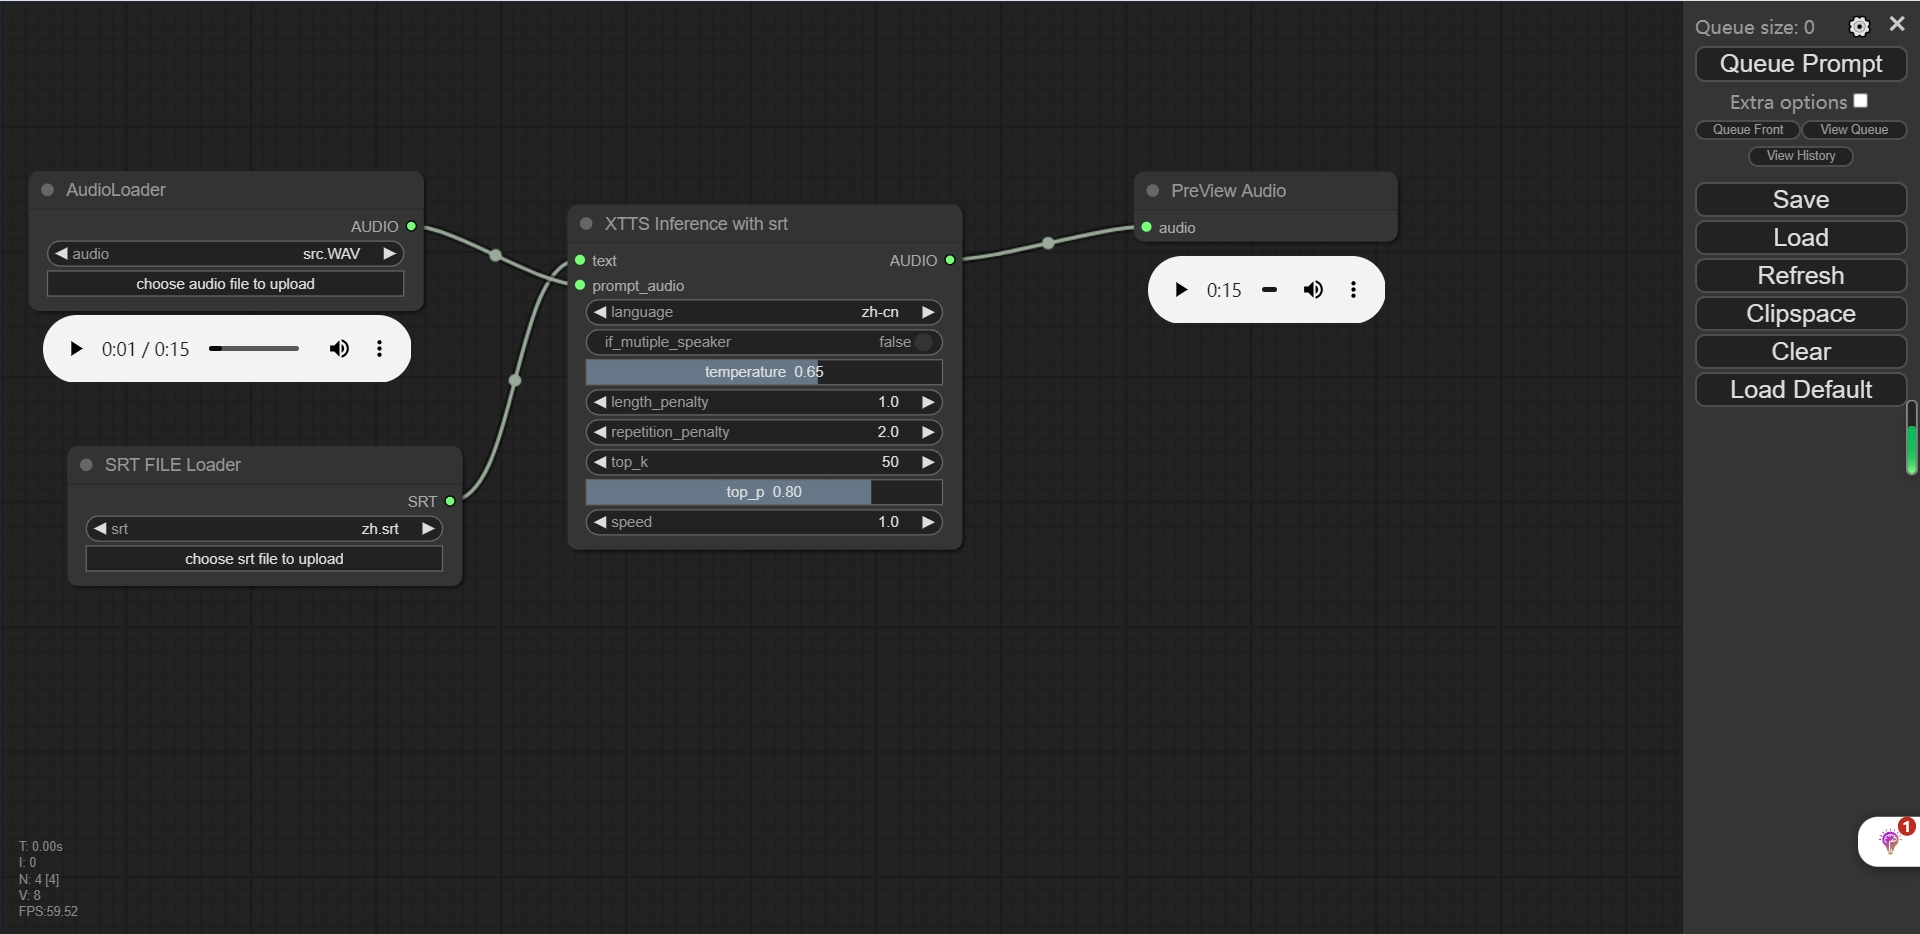 AudioLoader
AUDIO
audio src.WAV
choose audio file to upload
0:01 / 0:15
SRT FILE Loader
SRT
srt zh.srt
choose srt file to upload
XTTS Inference with srt
text AUDIO
prompt_audio
language zh-cn
if_mutiple_speaker false
temperature 0.65
length_penalty 1.0
repetition_penalty 2.0
top_k 50
top_p 0.80
speed 1.0
PreView Audio
audio
0:15
Queue size: 0
Queue Prompt
Extra options
Queue Front View Queue
View History
Save
Load
Refresh
Clipspace
Clear
Load Default
1
T: 0.00s
I: 0
N: 4 [4]
V: 8
FPS:59.52